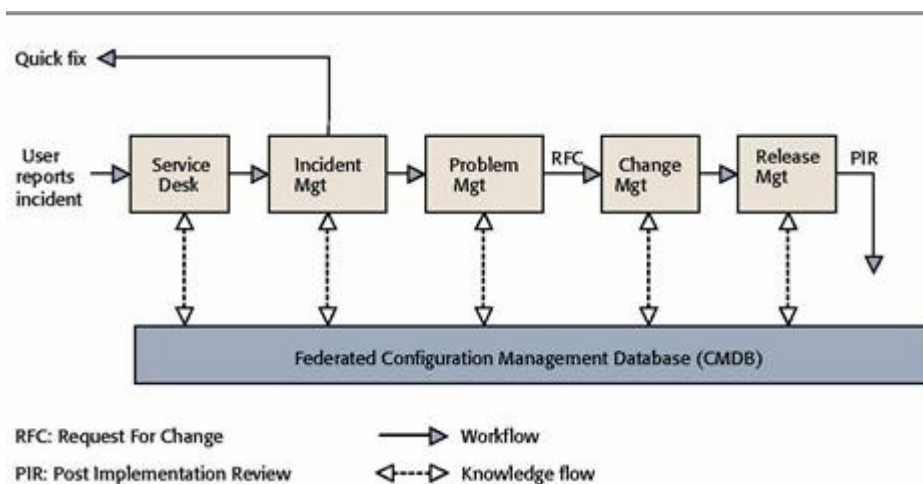 Quick fix
User
reports
incident
Service
Desk
Incident
Mgt
Problem
Mgt
RFC
Change
Mgt
Release
Mgt
PIR
Federated Configuration Management Database (CMDB)
RFC: Request For Change
Workflow
PIR: Post Implementation Review
Knowledge flow